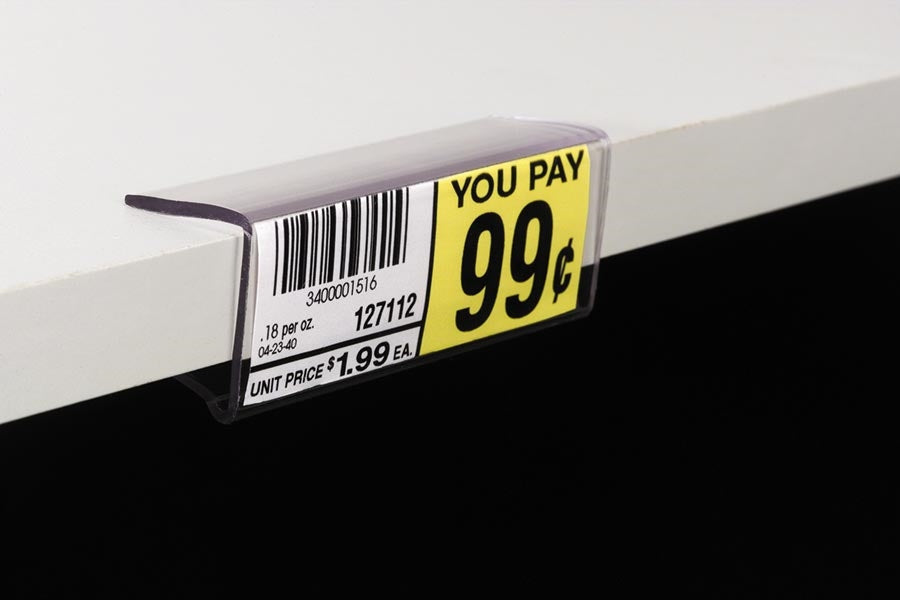 3400001516
.18 per oz. 127112
04-23-40
UNIT PRICE $1.99 EA.
YOU PAY
99¢